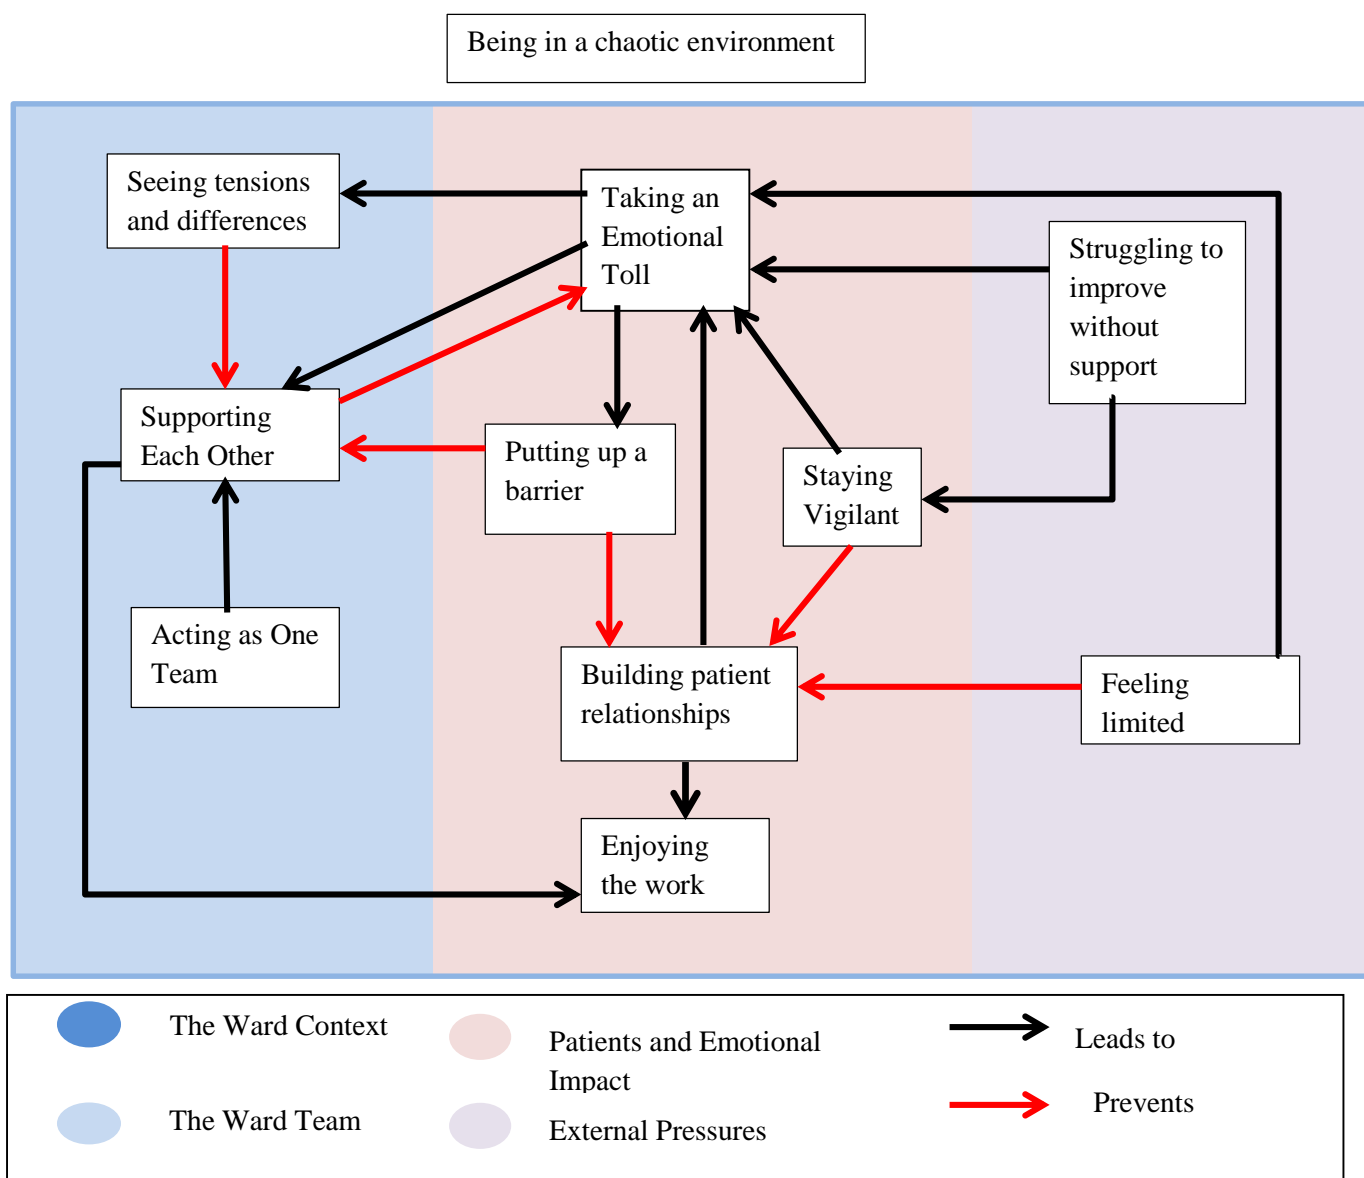 Being in a chaotic environment
Seeing tensions
and differences
Taking an
Emotional
Toll
Struggling to
improve
without
support
Supporting
Each Other
Putting up a
barrier
Staying
Vigilant
Acting as One
Team
Building patient
relationships
Feeling
limited
Enjoying
the work
The Ward Context
Patients and Emotional
Impact
Leads to
The Ward Team
External Pressures
Prevents